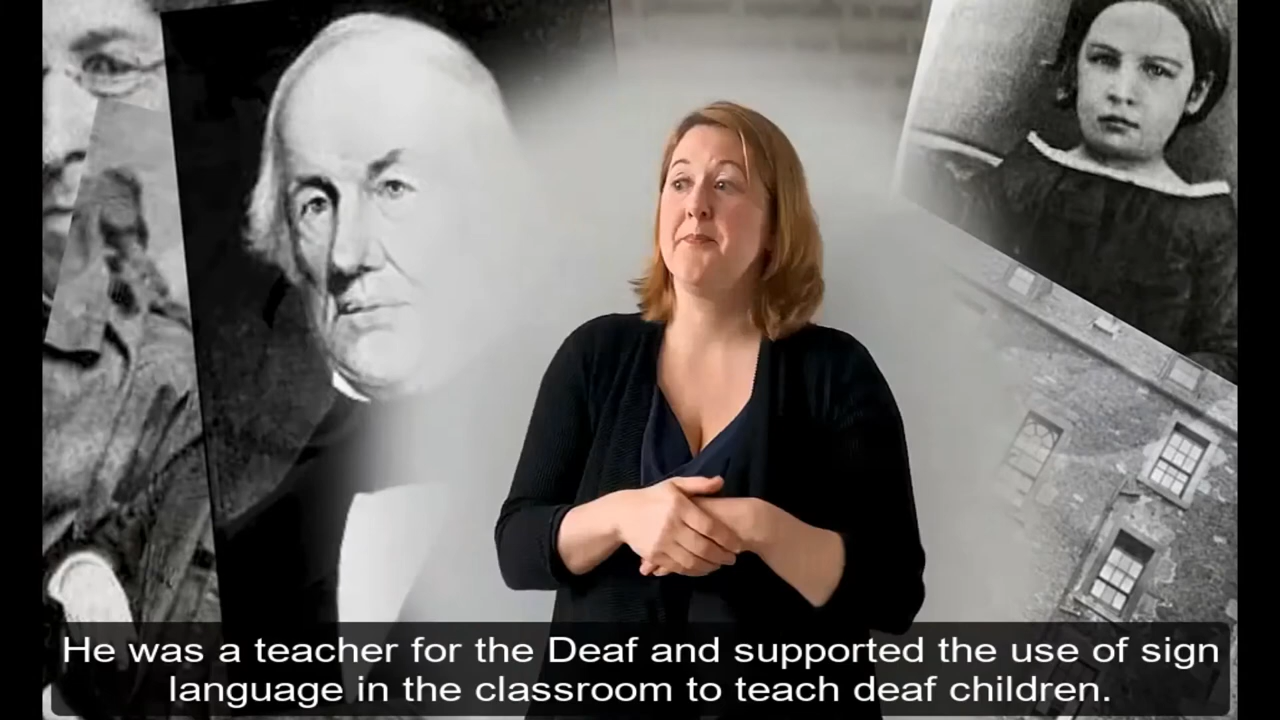 He was a teacher for the Deaf and supported the use of sign
language in the classroom to teach deaf children.